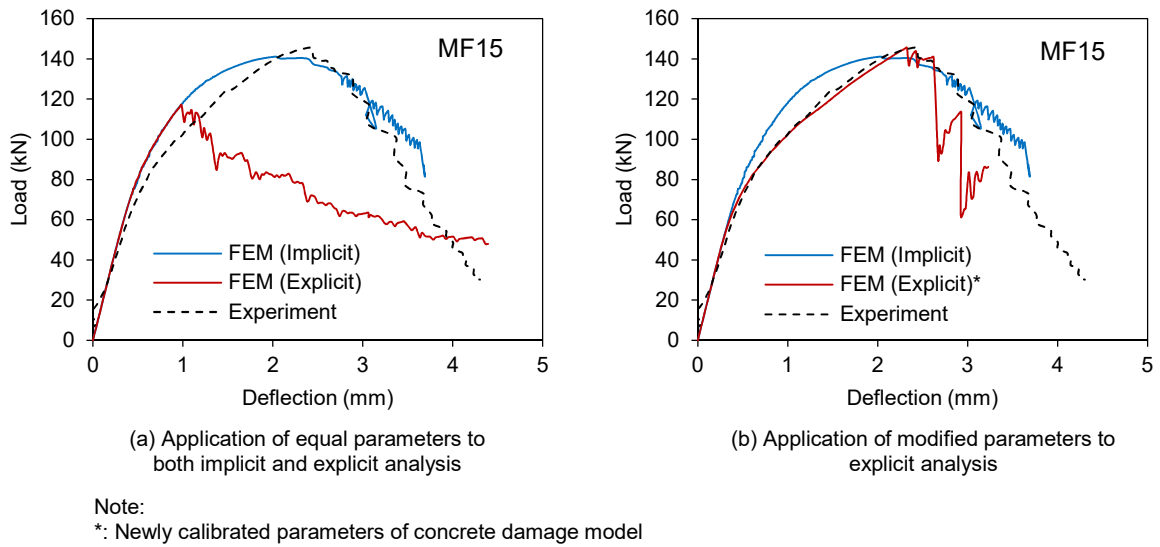 160
140
120
100
80
60
40
20
0
Load (kN)
MF15
FEM (Implicit)
FEM (Explicit)
Experiment
0 1 2 3 4 5
Deflection (mm)
(a) Application of equal parameters to
both implicit and explicit analysis
160
140
120
100
80
60
40
20
0
Load (kN)
MF15
FEM (Implicit)
FEM (Explicit)*
Experiment
0 1 2 3 4 5
Deflection (mm)
(b) Application of modified parameters to
explicit analysis
Note:
*: Newly calibrated parameters of concrete damage model